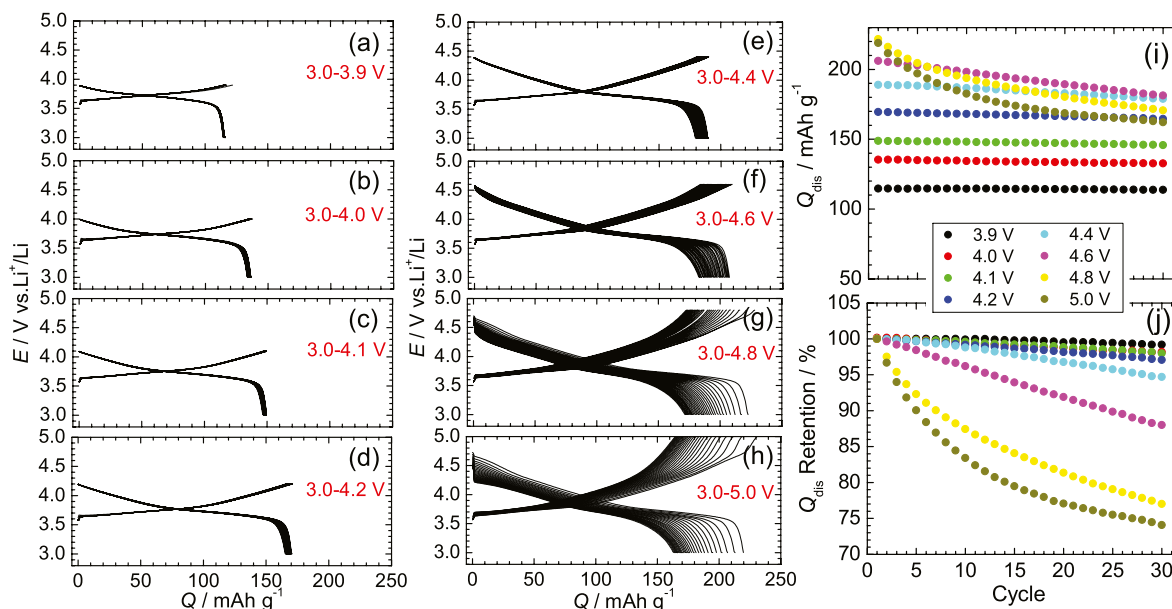 (a)
3.0-3.9 V
5.0
4.5
4.0
3.5
3.0
(b)
3.0-4.0 V
5.0
4.5
4.0
3.5
3.0
(c)
3.0-4.1 V
5.0
4.5
4.0
3.5
3.0
(d)
3.0-4.2 V
5.0
4.5
4.0
3.5
3.0
E / V vs.Li⁺/Li
0 50 100 150 200 250
Q / mAh g⁻¹
(e)
3.0-4.4 V
5.0
4.5
4.0
3.5
3.0
(f)
3.0-4.6 V
5.0
4.5
4.0
3.5
3.0
(g)
3.0-4.8 V
5.0
4.5
4.0
3.5
3.0
(h)
3.0-5.0 V
5.0
4.5
4.0
3.5
3.0
E / V vs.Li⁺/Li
0 50 100 150 200 250
Q / mAh g⁻¹
(i)
200
150
100
50
Q_dis / mAh g⁻¹
3.9 V 4.4 V
4.0 V 4.6 V
4.1 V 4.8 V
4.2 V 5.0 V
(j)
105
100
95
90
85
80
75
70
Q_dis Retention / %
0 5 10 15 20 25 30
Cycle